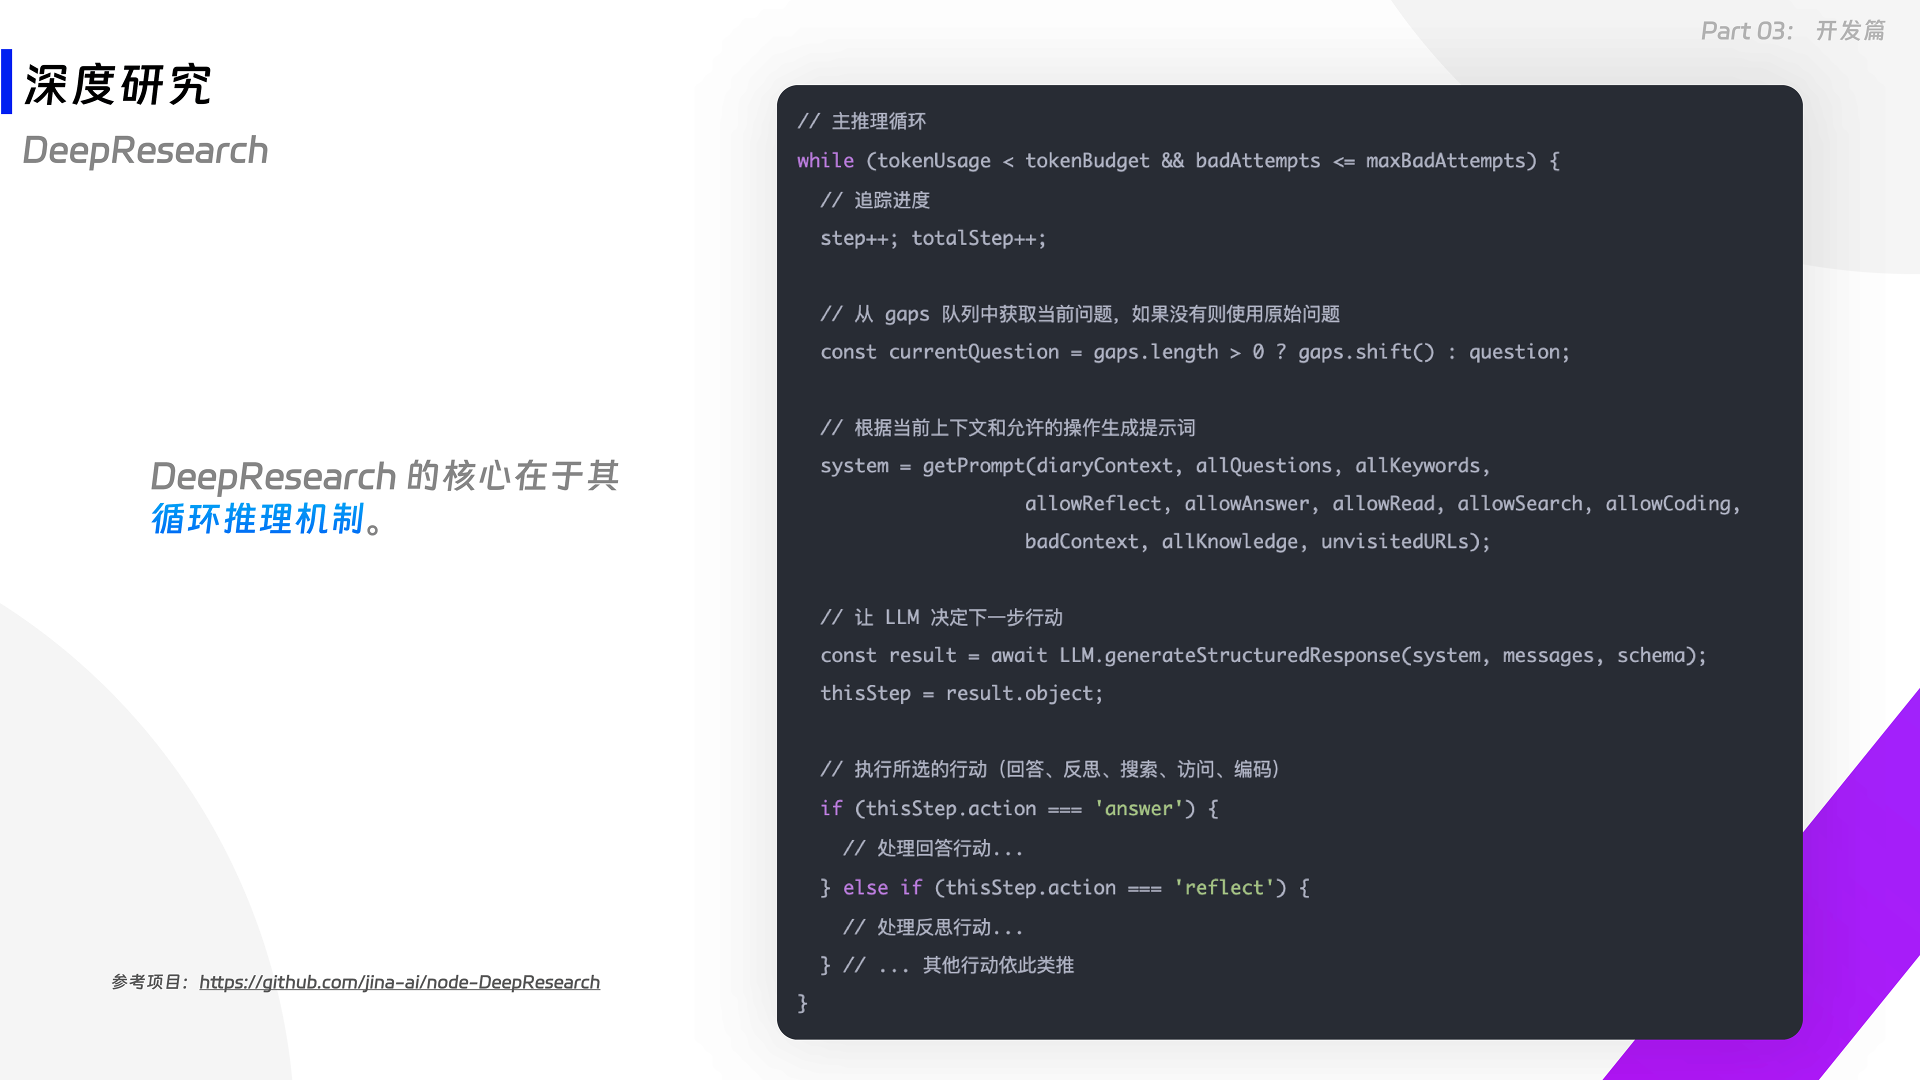 Part 03： 开发篇
深度研究
DeepResearch
DeepResearch 的核心在于其
循环推理机制。
参考项目：https://github.com/jina-ai/node-DeepResearch
// 主推理循环
while (tokenUsage < tokenBudget && badAttempts <= maxBadAttempts) {
  // 追踪进度
  step++; totalStep++;

  // 从 gaps 队列中获取当前问题，如果没有则使用原始问题
  const currentQuestion = gaps.length > 0 ? gaps.shift() : question;

  // 根据当前上下文和允许的操作生成提示词
  system = getPrompt(diaryContext, allQuestions, allKeywords,
                    allowReflect, allowAnswer, allowRead, allowSearch, allowCoding,
                    badContext, allKnowledge, unvisitedURLs);

  // 让 LLM 决定下一步行动
  const result = await LLM.generateStructuredResponse(system, messages, schema);
  thisStep = result.object;

  // 执行所选的行动（回答、反思、搜索、访问、编码）
  if (thisStep.action === 'answer') {
    // 处理回答行动...
  } else if (thisStep.action === 'reflect') {
    // 处理反思行动...
  } // ... 其他行动依此类推
}